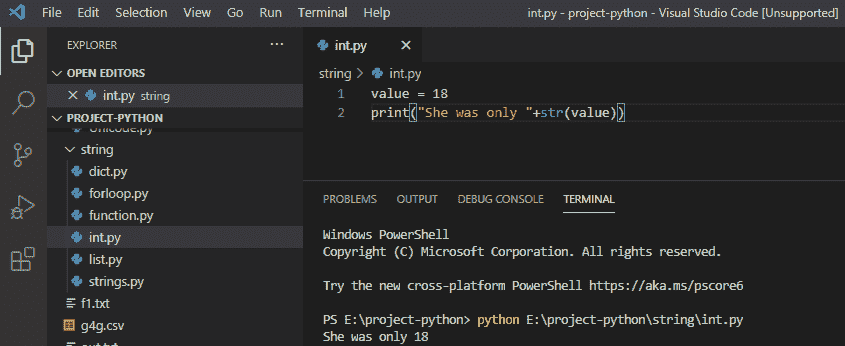 File Edit Selection View Go Run Terminal Help int.py - project-python - Visual Studio Code [Unsupported]
EXPLORER ...
OPEN EDITORS
int.py string
PROJECT-PYTHON
Unicode.py
string
dict.py
forloop.py
function.py
int.py
list.py
strings.py
f1.txt
g4g.csv
int.py
string > int.py
1 value = 18
2 print("She was only "+str(value))
PROBLEMS OUTPUT DEBUG CONSOLE TERMINAL
Windows PowerShell
Copyright (C) Microsoft Corporation. All rights reserved.
Try the new cross-platform PowerShell https://aka.ms/pscore6
PS E:\project-python> python E:\project-python\string\int.py
She was only 18